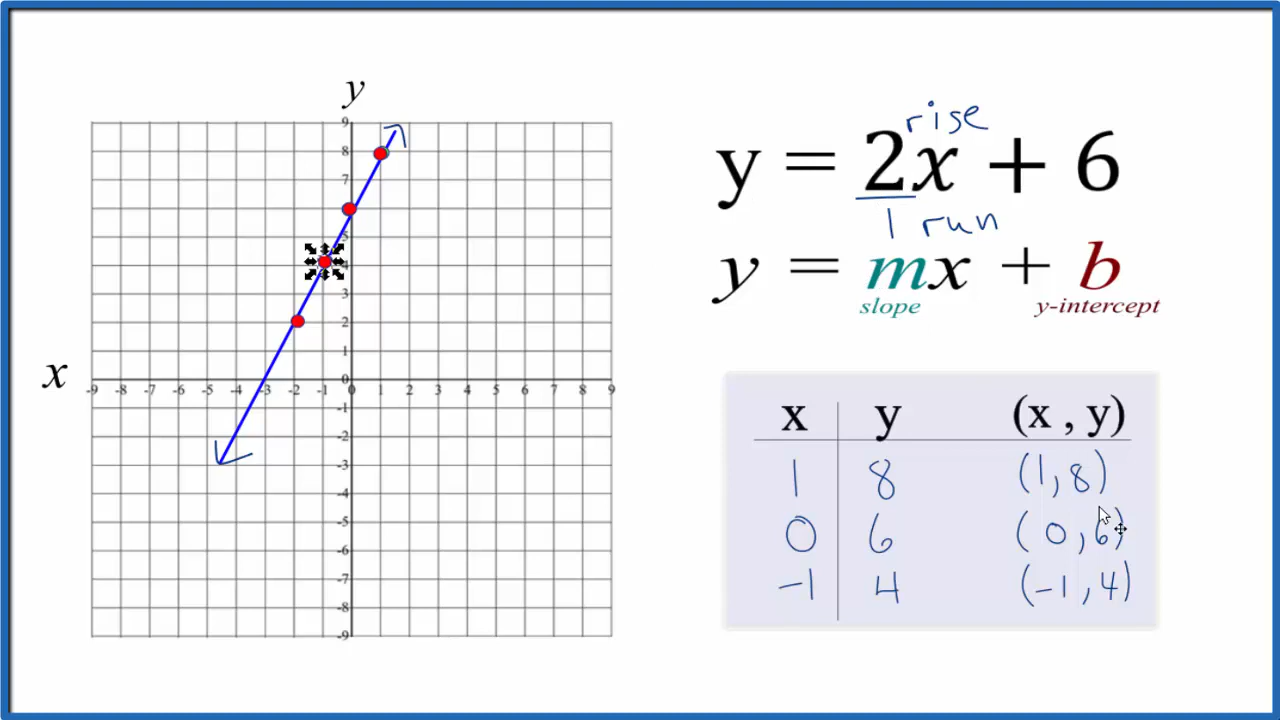 y
9
8
7
5
4
3
2
1
0
x
-9 -8 -7 -6 -5 -4 -3 -2 -1 0 1 2 3 4 5 6 7 8 9
-1
-2
-3
-4
-5
-6
-7
-8
-9
rise
y = 2x + 6
1 run
y = mx + b
slope y-intercept
x y (x , y)
1 8 (1,8)
0 6 (0,6)
-1 4 (-1,4)